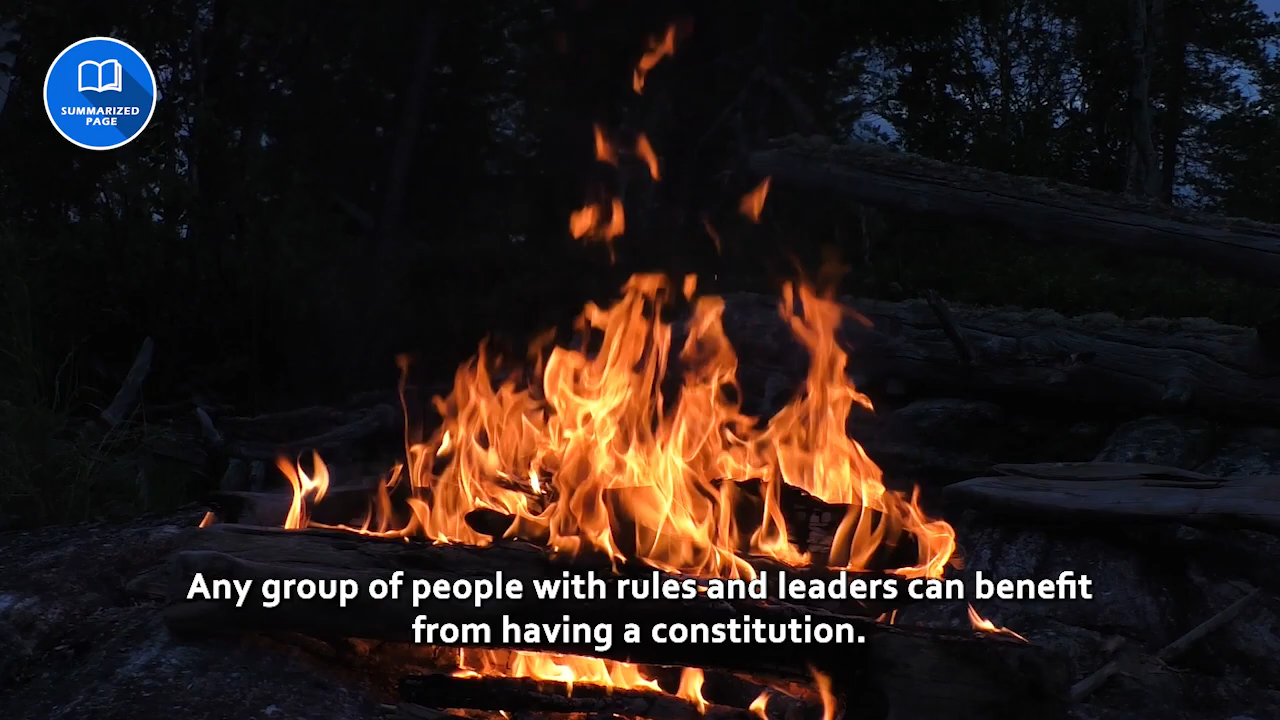 SUMMARIZED
PAGE
Any group of people with rules and leaders can benefit
from having a constitution.